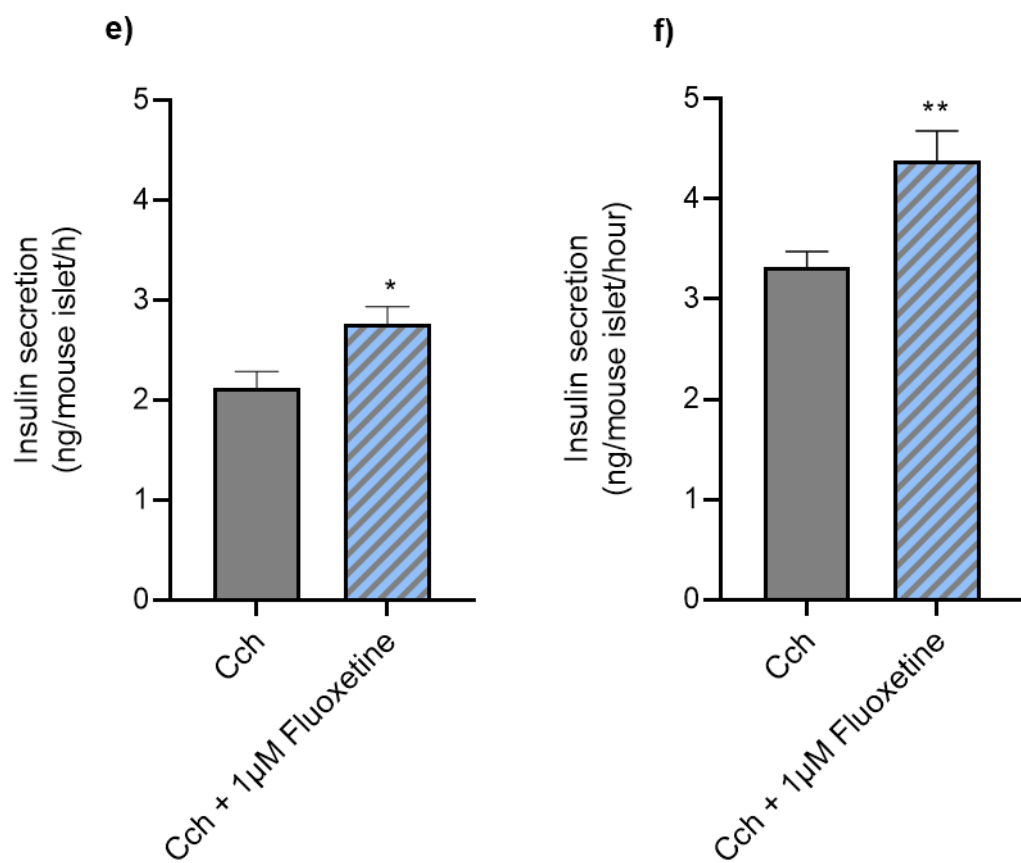 e)
5
4
3
2
1
0
Insulin secretion
(ng/mouse islet/h)
*
Cch
Cch + 1µM Fluoxetine
f)
5
4
3
2
1
0
Insulin secretion
(ng/mouse islet/hour)
**
Cch
Cch + 1µM Fluoxetine